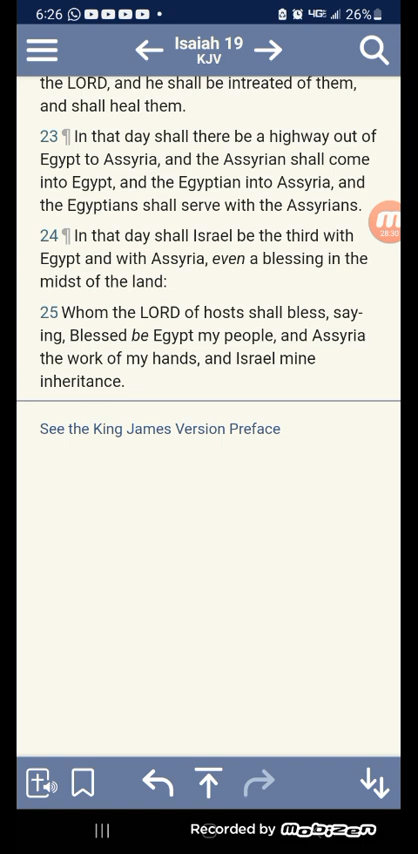 6:26 4GE 26%
Isaiah 19
KJV
the LORD, and he shall be intreated of them,
and shall heal them.
23 ¶ In that day shall there be a highway out of
Egypt to Assyria, and the Assyrian shall come
into Egypt, and the Egyptian into Assyria, and
the Egyptians shall serve with the Assyrians.
24 ¶ In that day shall Israel be the third with
Egypt and with Assyria, even a blessing in the
midst of the land:
25 Whom the LORD of hosts shall bless, say-
ing, Blessed be Egypt my people, and Assyria
the work of my hands, and Israel mine
inheritance.
28:30
See the King James Version Preface
Recorded by mobizen